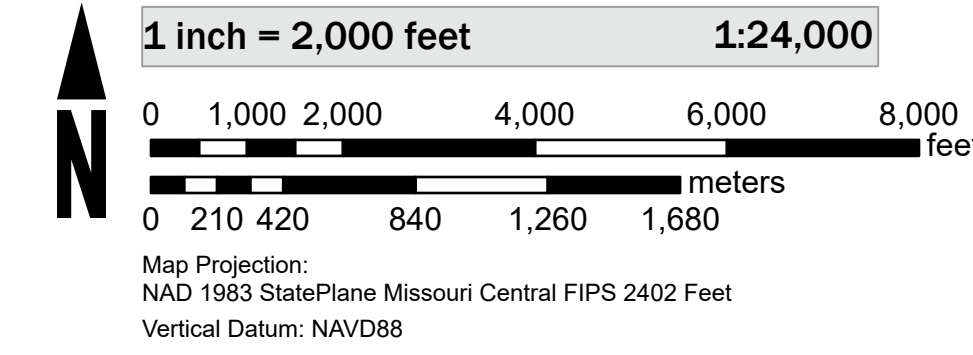 1 inch = 2,000 feet 1:24,000
0 1,000 2,000 4,000 6,000 8,000
feet
meters
0 210 420 840 1,260 1,680
N
Map Projection:
NAD 1983 StatePlane Missouri Central FIPS 2402 Feet
Vertical Datum: NAVD88